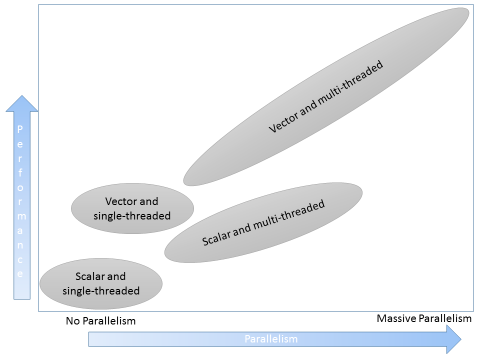 Vector and multi-threaded
Vector and
single-threaded
Scalar and multi-threaded
Scalar and
single-threaded
Performance
No Parallelism
Massive Parallelism
Parallelism